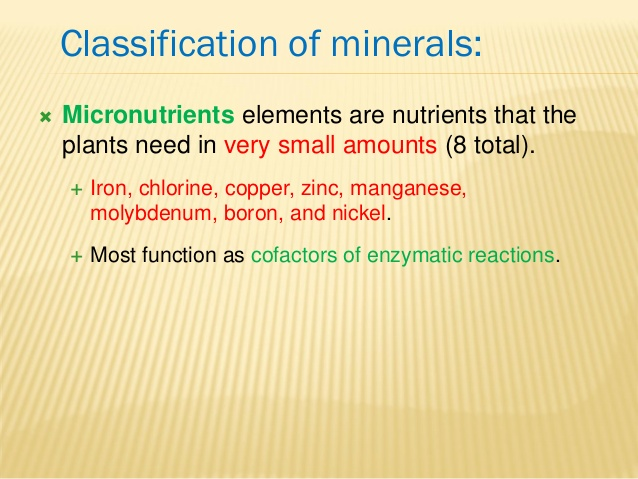 Classification of minerals:
Micronutrients elements are nutrients that the
plants need in very small amounts (8 total).
Iron, chlorine, copper, zinc, manganese,
molybdenum, boron, and nickel.
Most function as cofactors of enzymatic reactions.